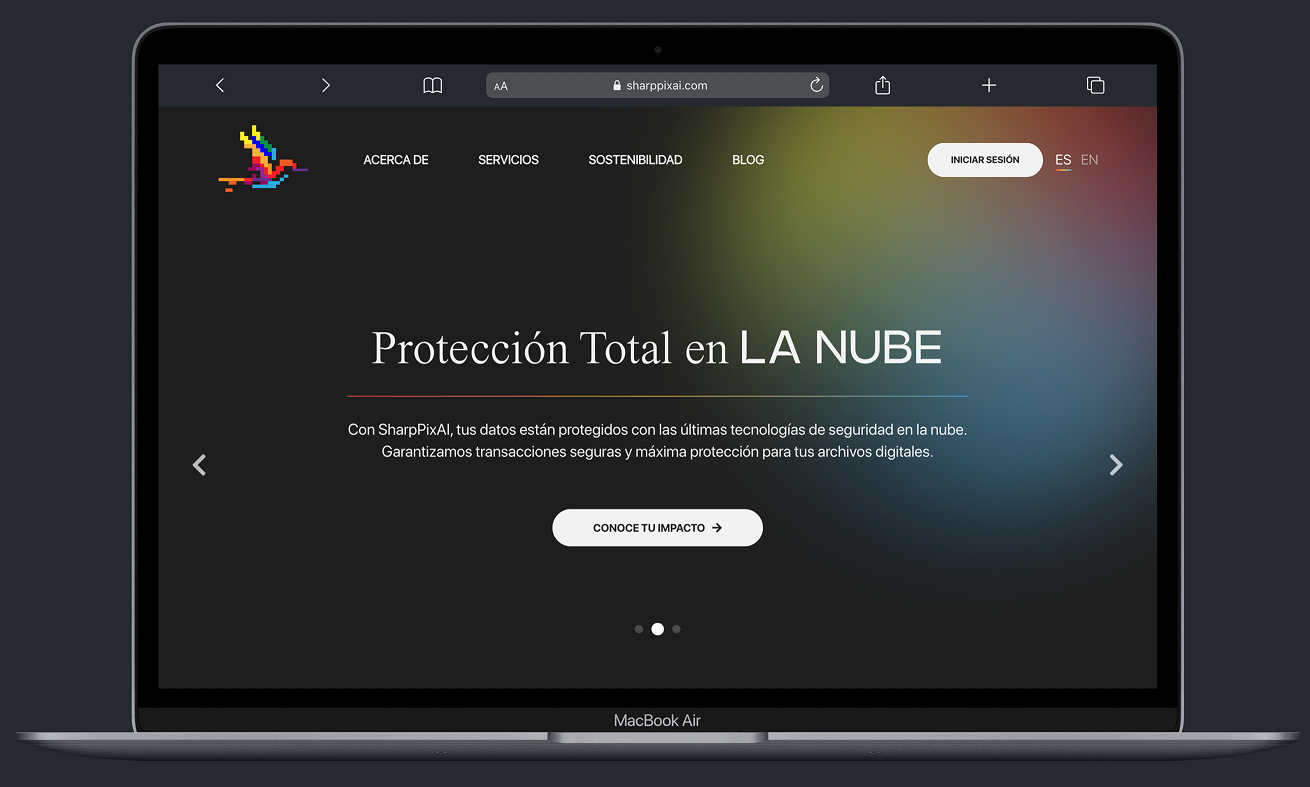 AA sharppixai.com
ACERCA DE SERVICIOS SOSTENIBILIDAD BLOG INICIAR SESIÓN ES EN
Protección Total en LA NUBE
Con SharpPixAI, tus datos están protegidos con las últimas tecnologías de seguridad en la nube.
Garantizamos transacciones seguras y máxima protección para tus archivos digitales.
CONOCE TU IMPACTO →
MacBook Air